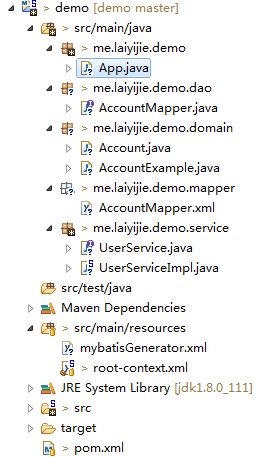 > demo [demo master]
> src/main/java
> me.laiyijie.demo
> App.java
> me.laiyijie.demo.dao
AccountMapper.java
> me.laiyijie.demo.domain
Account.java
AccountExample.java
> me.laiyijie.demo.mapper
AccountMapper.xml
> me.laiyijie.demo.service
UserService.java
UserServiceImpl.java
src/test/java
Maven Dependencies
> src/main/resources
mybatisGenerator.xml
> root-context.xml
JRE System Library [jdk1.8.0_111]
> src
target
> pom.xml